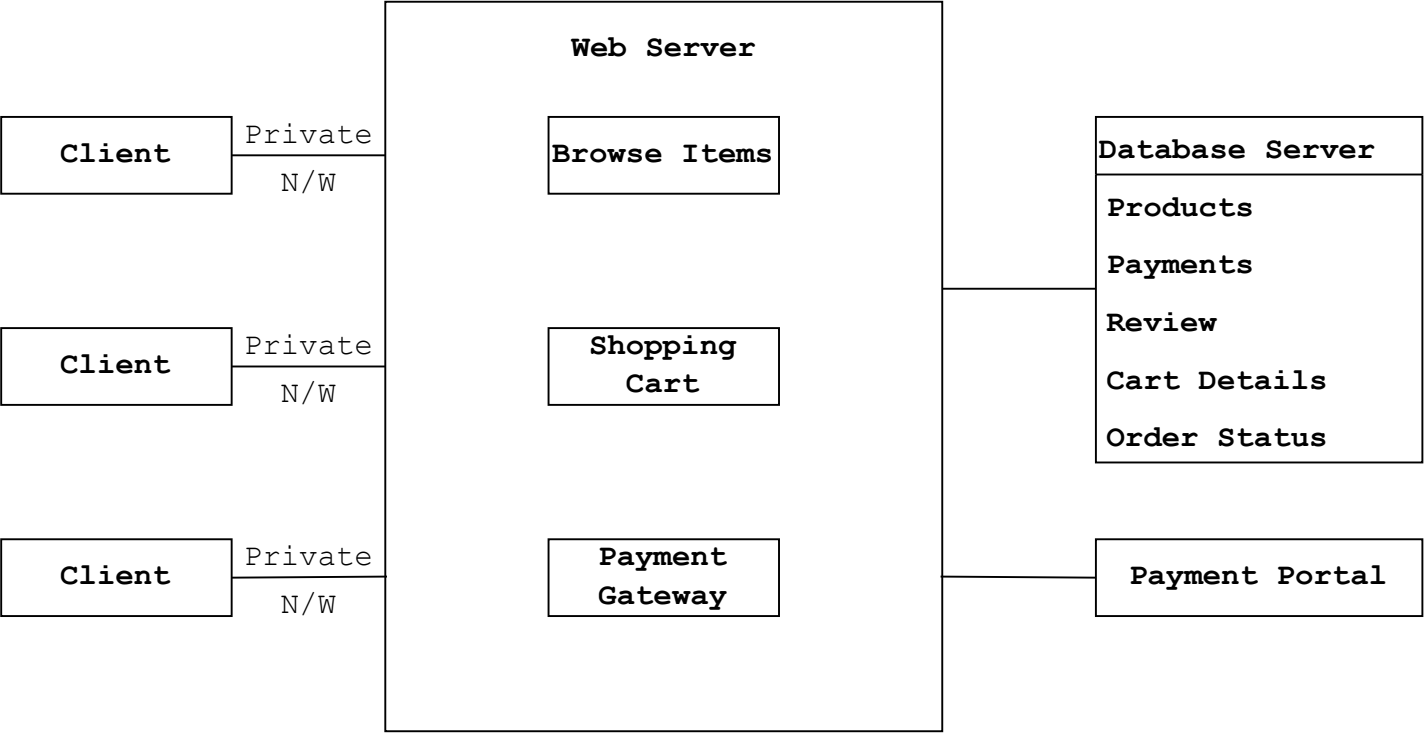 Web Server
Client
Private
N/W
Browse Items
Database Server
Products
Payments
Review
Cart Details
Order Status
Client
Private
N/W
Shopping
Cart
Client
Private
N/W
Payment
Gateway
Payment Portal